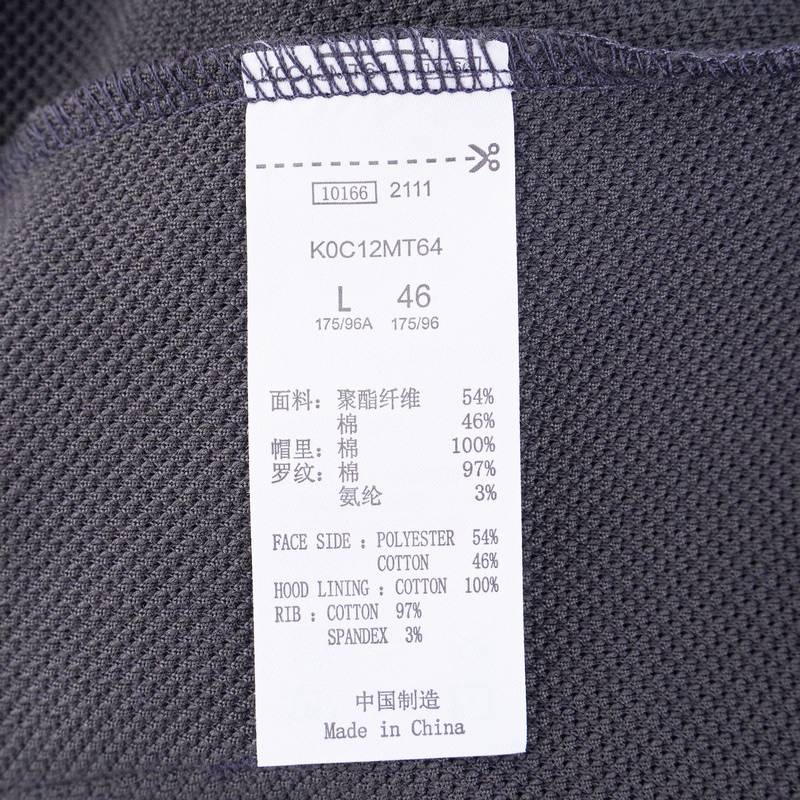 10166 2111
K0C12MT64
L 46
175/96A 175/96
面料：聚酯纤维 54%
棉 46%
帽里：棉 100%
罗纹：棉 97%
氨纶 3%
FACE SIDE : POLYESTER 54%
COTTON 46%
HOOD LINING : COTTON 100%
RIB : COTTON 97%
SPANDEX 3%
中国制造
Made in China